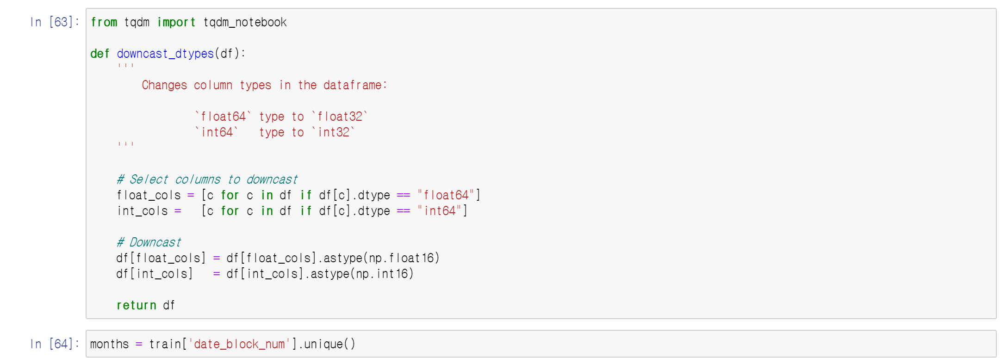 In [63]: from tqdm import tqdm_notebook
def downcast_dtypes(df):
    '''
        Changes column types in the dataframe:
                `float64` type to `float32`
                `int64`   type to `int32`
    '''
    # Select columns to downcast
    float_cols = [c for c in df if df[c].dtype == "float64"]
    int_cols =   [c for c in df if df[c].dtype == "int64"]
    # Downcast
    df[float_cols] = df[float_cols].astype(np.float16)
    df[int_cols]   = df[int_cols].astype(np.int16)
    return df
In [64]: months = train['date_block_num'].unique()